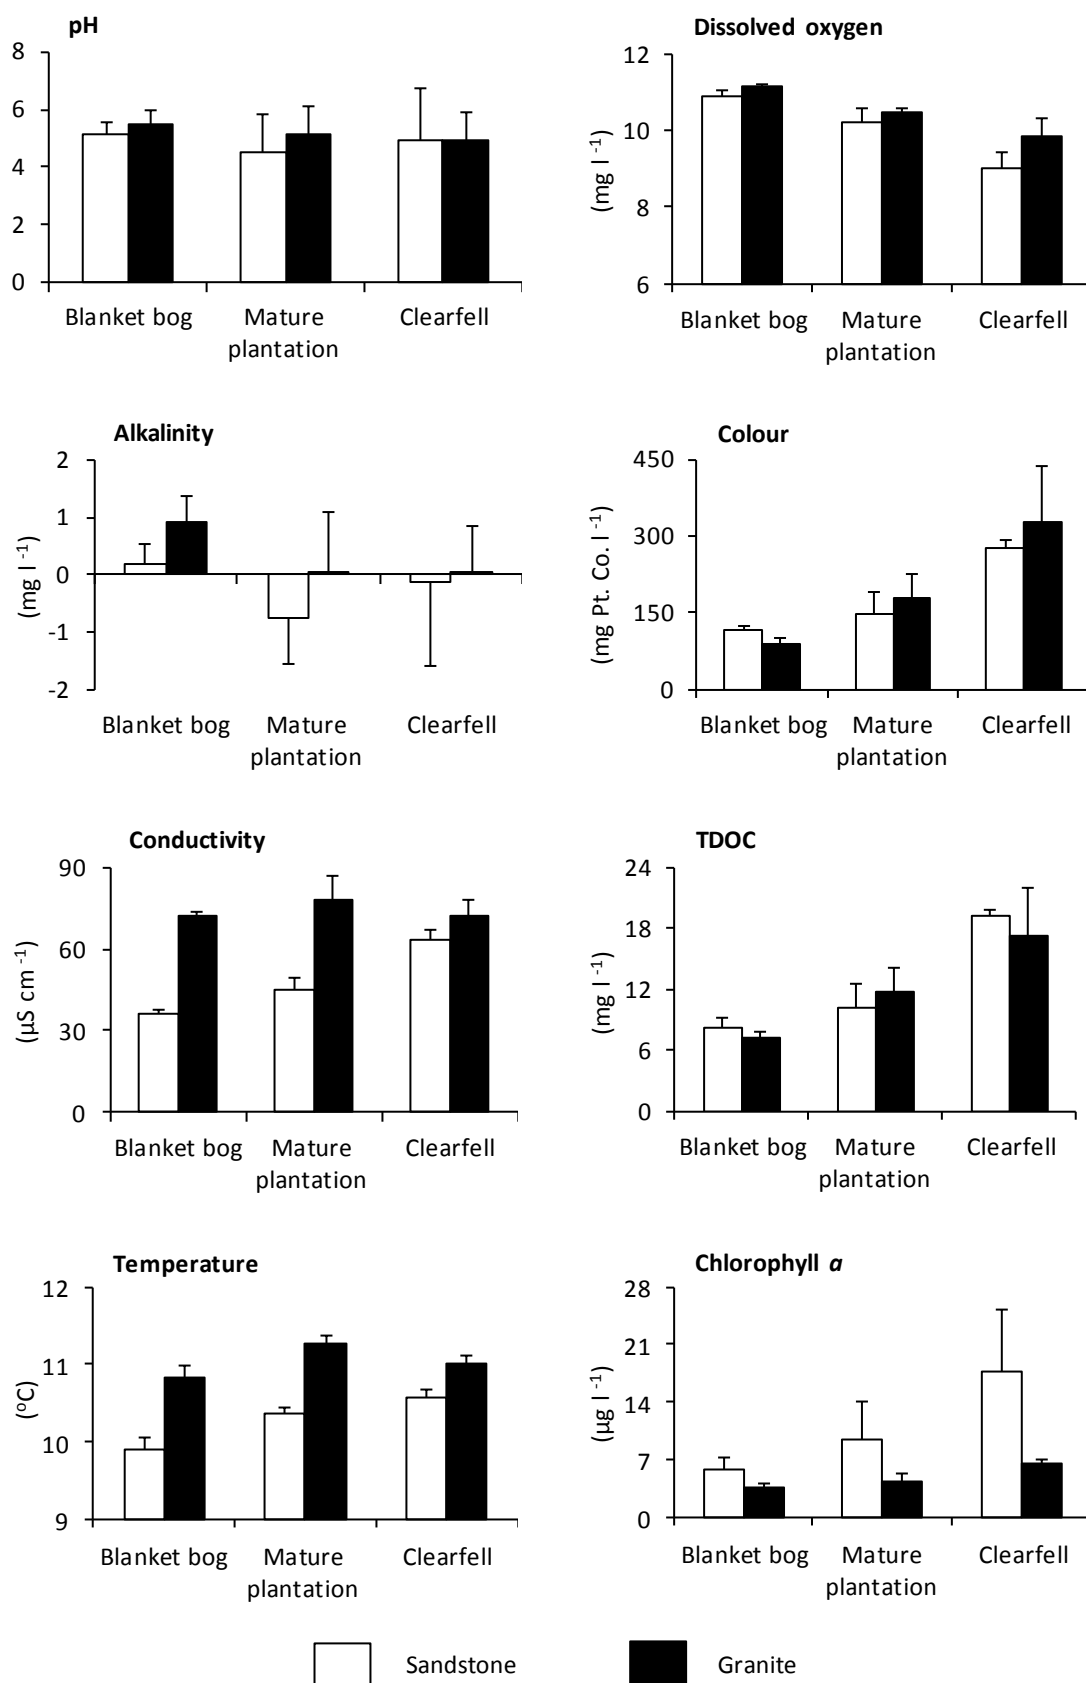 pH
8
6
4
2
0
Blanket bog
Mature
plantation
Clearfell
Dissolved oxygen
(mg l -1)
12
10
8
6
Blanket bog
Mature
plantation
Clearfell
Alkalinity
(mg l -1)
2
1
0
-1
-2
Blanket bog
Mature
plantation
Clearfell
Colour
(mg Pt. Co. l -1)
450
300
150
0
Blanket bog
Mature
plantation
Clearfell
Conductivity
(µS cm -1)
90
60
30
0
Blanket bog
Mature
plantation
Clearfell
TDOC
(mg l -1)
24
18
12
6
0
Blanket bog
Mature
plantation
Clearfell
Temperature
(oC)
12
11
10
9
Blanket bog
Mature
plantation
Clearfell
Chlorophyll a
(µg l -1)
28
21
14
7
0
Blanket bog
Mature
plantation
Clearfell
Sandstone
Granite